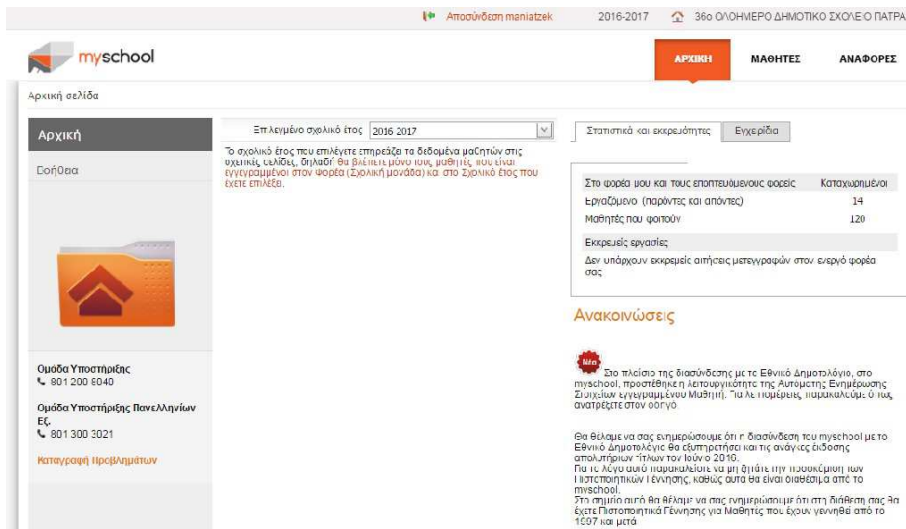 Αποσύνδεση maniatzek
2016-2017
36ο ΟΛΟΗΜΕΡΟ ΔΗΜΟΤΙΚΟ ΣΧΟΛΕΙΟ ΠΑΤΡΑ
myschool
ΑΡΧΙΚΗ
ΜΑΘΗΤΕΣ
ΑΝΑΦΟΡΕΣ
Αρχική σελίδα
Αρχική
Βοήθεια
Ομάδα Υποστήριξης
801 200 8040
Ομάδα Υποστήριξης Πανελληνίων
Εξ.
801 300 3021
Καταγραφή Προβλημάτων
Επιλεγμένο σχολικό έτος 2016-2017
Το σχολικό έτος που επιλέγετε επηρεάζει τα δεδομένα μαθητών στις
σχετικές σελίδες, δηλαδή θα βλέπετε μόνο τους μαθητές που είναι
εγγεγραμμένοι στον Φορέα (Σχολική μονάδα) και στο Σχολικό έτος που
έχετε επιλέξει.
Στατιστικά και εκκρεμότητες
Εγχειρίδια
Στο φορέα μου και τους εποπτευόμενους φορείς Καταχωρημένοι
Εργαζόμενοι (παρόντες και απόντες) 14
Μαθητές που φοιτούν 120
Εκκρεμείς εργασίες
Δεν υπάρχουν εκκρεμείς αιτήσεις μετεγγραφών στον ενεργό φορέα
σας
Ανακοινώσεις
Νέα
Στο πλαίσιο της διασύνδεσης με το Εθνικό Δημοτολόγιο, στο
myschool, προστέθηκε η λειτουργικότητα της Αυτόματης Ενημέρωσης
Στοιχείων εγγεγραμμένου Μαθητή. Για λεπτομέρειες παρακαλούμε όπως
ανατρέξετε στον οδηγό
Θα θέλαμε να σας ενημερώσουμε ότι η διασύνδεση του myschool με το
Εθνικό Δημοτολόγιο θα εξυπηρετήσει και τις ανάγκες έκδοσης
απολυτήριων τίτλων τον Ιούνιο 2016.
Για το λόγο αυτό παρακαλείστε να μη ζητάτε την προσκόμιση των
Πιστοποιητικών Γέννησης, καθώς αυτά θα είναι διαθέσιμα από το
myschool.
Στο σημείο αυτό θα θέλαμε να σας ενημερώσουμε ότι στη διάθεση σας θα
έχετε Πιστοποιητικά Γέννησης για Μαθητές που έχουν γεννηθεί από το
1997 και μετά